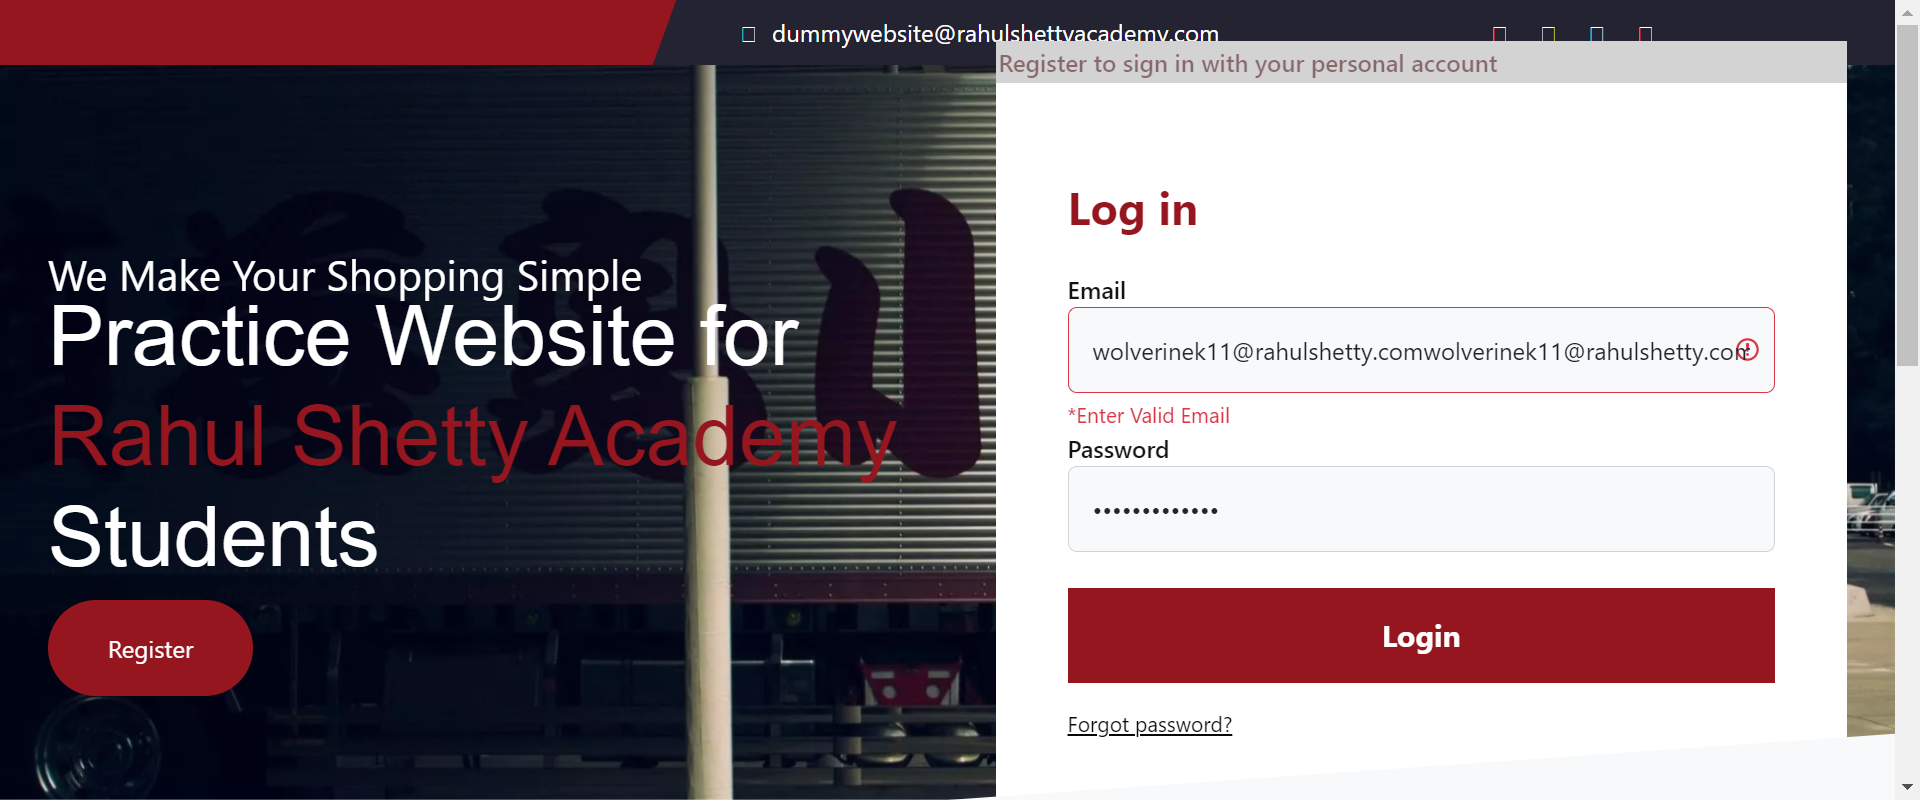 dummywebsite@rahulshettyacademy.com
Register to sign in with your personal account
We Make Your Shopping Simple
Practice Website for
Rahul Shetty Academy
Students
Register
Log in
Email
wolverinek11@rahulshetty.comwolverinek11@rahulshetty.com
*Enter Valid Email
Password
•••••••••••••
Login
Forgot password?